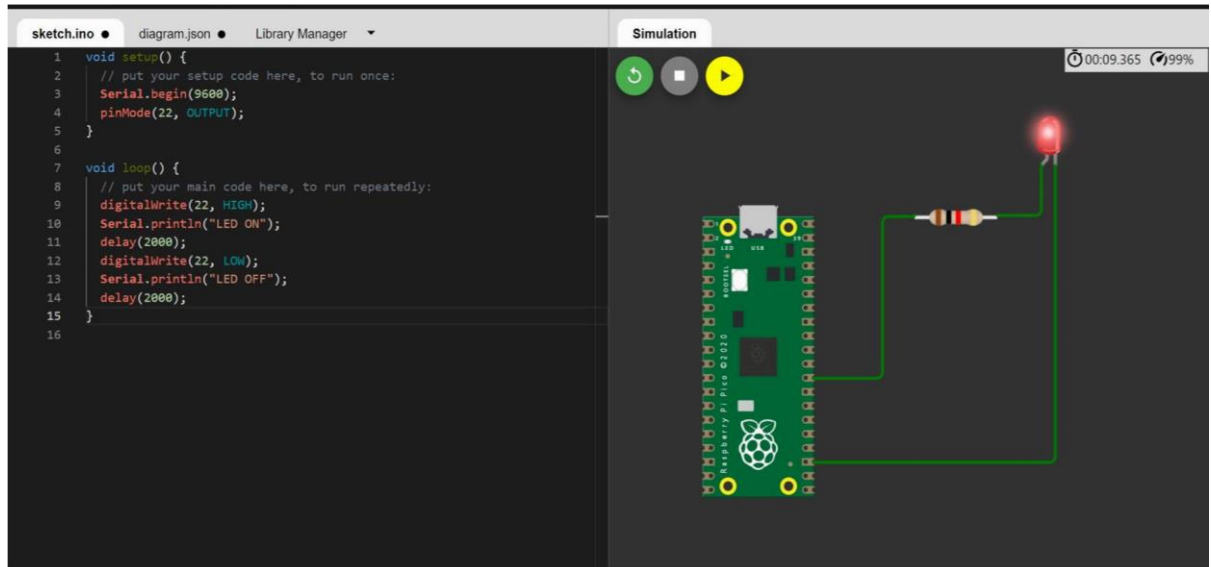 sketch.ino ● diagram.json ● Library Manager
Simulation
1 void setup() {
2 // put your setup code here, to run once:
3 Serial.begin(9600);
4 pinMode(22, OUTPUT);
5 }
6
7 void loop() {
8 // put your main code here, to run repeatedly:
9 digitalWrite(22, HIGH);
10 Serial.println("LED ON");
11 delay(2000);
12 digitalWrite(22, LOW);
13 Serial.println("LED OFF");
14 delay(2000);
15 }
16
00:09.365 99%
1
2
39
LED USB
BOOTSEL
Raspberry Pi Pico ©2020